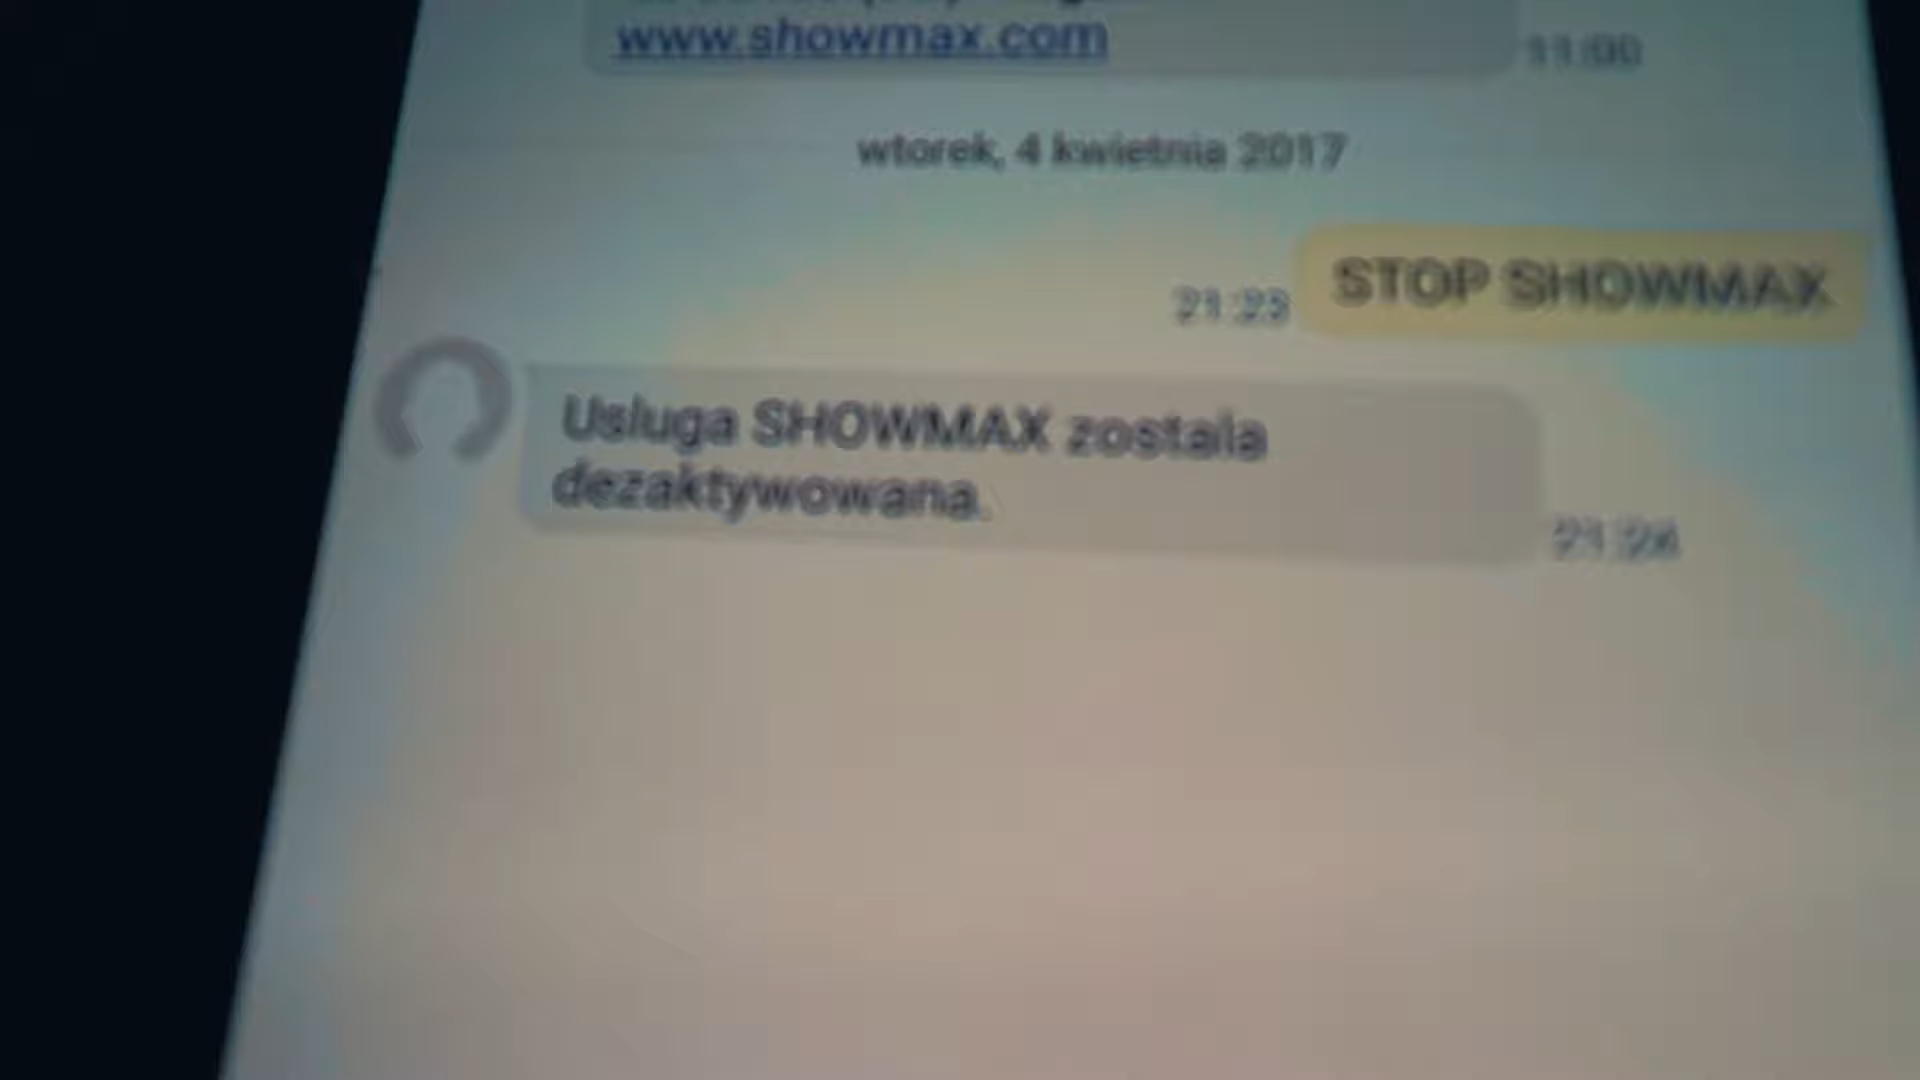 www.showmax.com
11:00
wtorek, 4 kwietnia 2017
STOP SHOWMAX
21:23
Usluga SHOWMAX zostala
dezaktywowana.
21:24